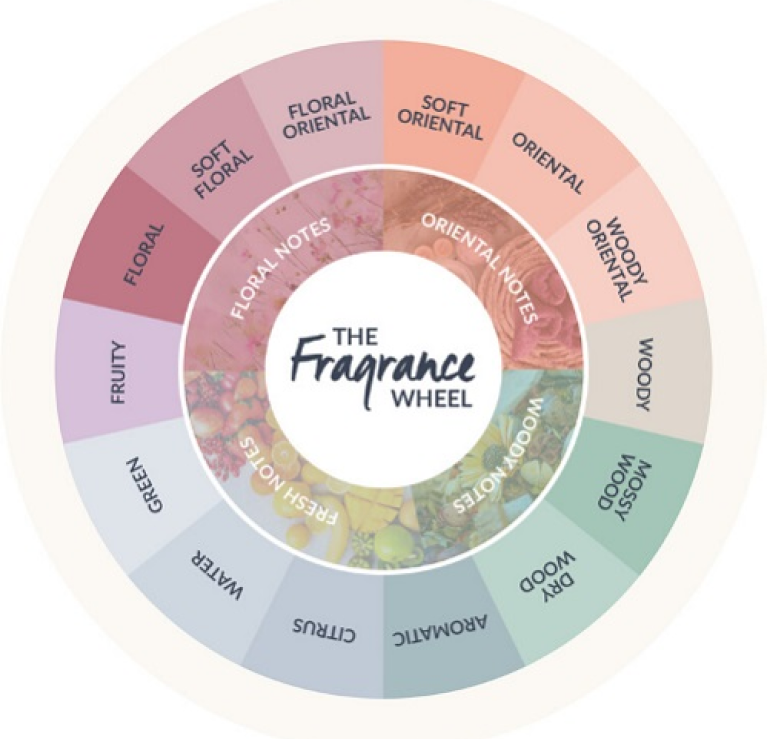 THE
Fragrance
WHEEL
FLORAL NOTES
ORIENTAL NOTES
WOODY NOTES
FRESH NOTES
SOFT
ORIENTAL
ORIENTAL
WOODY
ORIENTAL
WOODY
MOSSY
WOOD
DRY
WOOD
AROMATIC
CITRUS
WATER
GREEN
FRUITY
FLORAL
SOFT
FLORAL
FLORAL
ORIENTAL